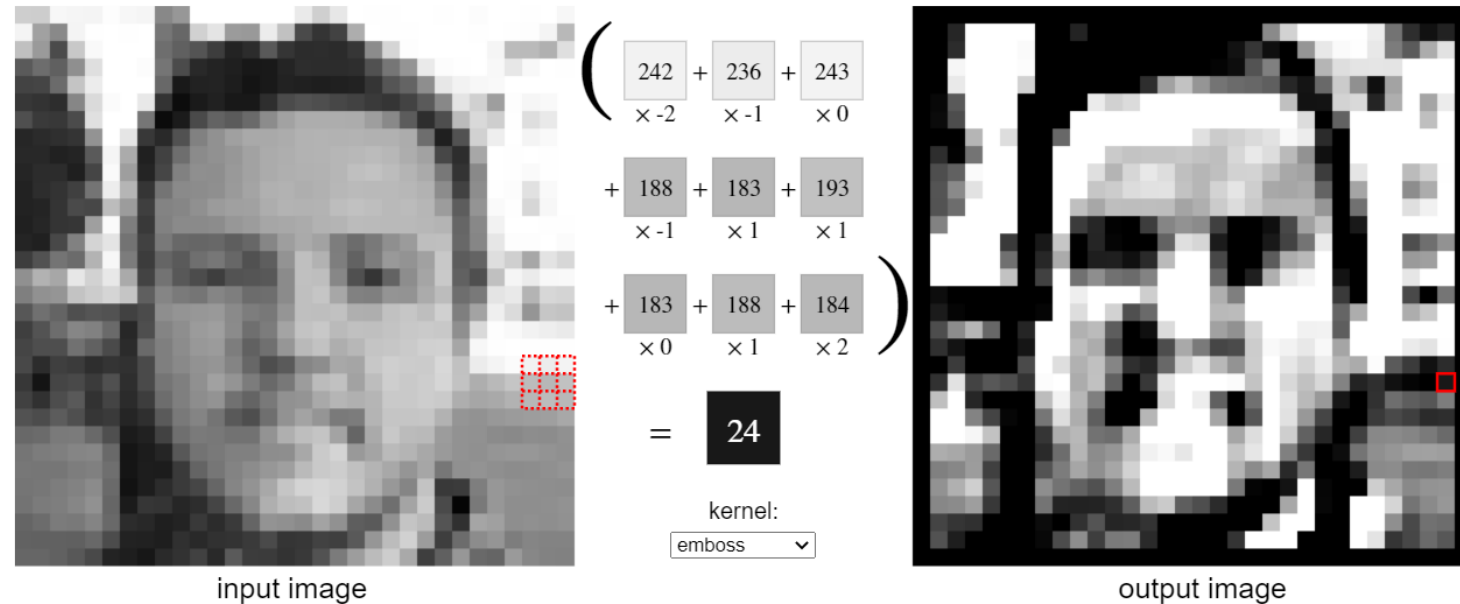 ( 242 + 236 + 243
× -2 × -1 × 0
+ 188 + 183 + 193
× -1 × 1 × 1
+ 183 + 188 + 184 )
× 0 × 1 × 2
= 24
kernel:
emboss
input image
output image